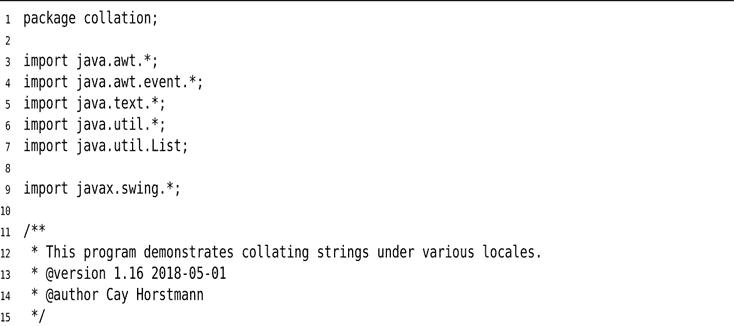 1 package collation;
2
3 import java.awt.*;
4 import java.awt.event.*;
5 import java.text.*;
6 import java.util.*;
7 import java.util.List;
8
9 import javax.swing.*;
10
11 /**
12  * This program demonstrates collating strings under various locales.
13  * @version 1.16 2018-05-01
14  * @author Cay Horstmann
15  */